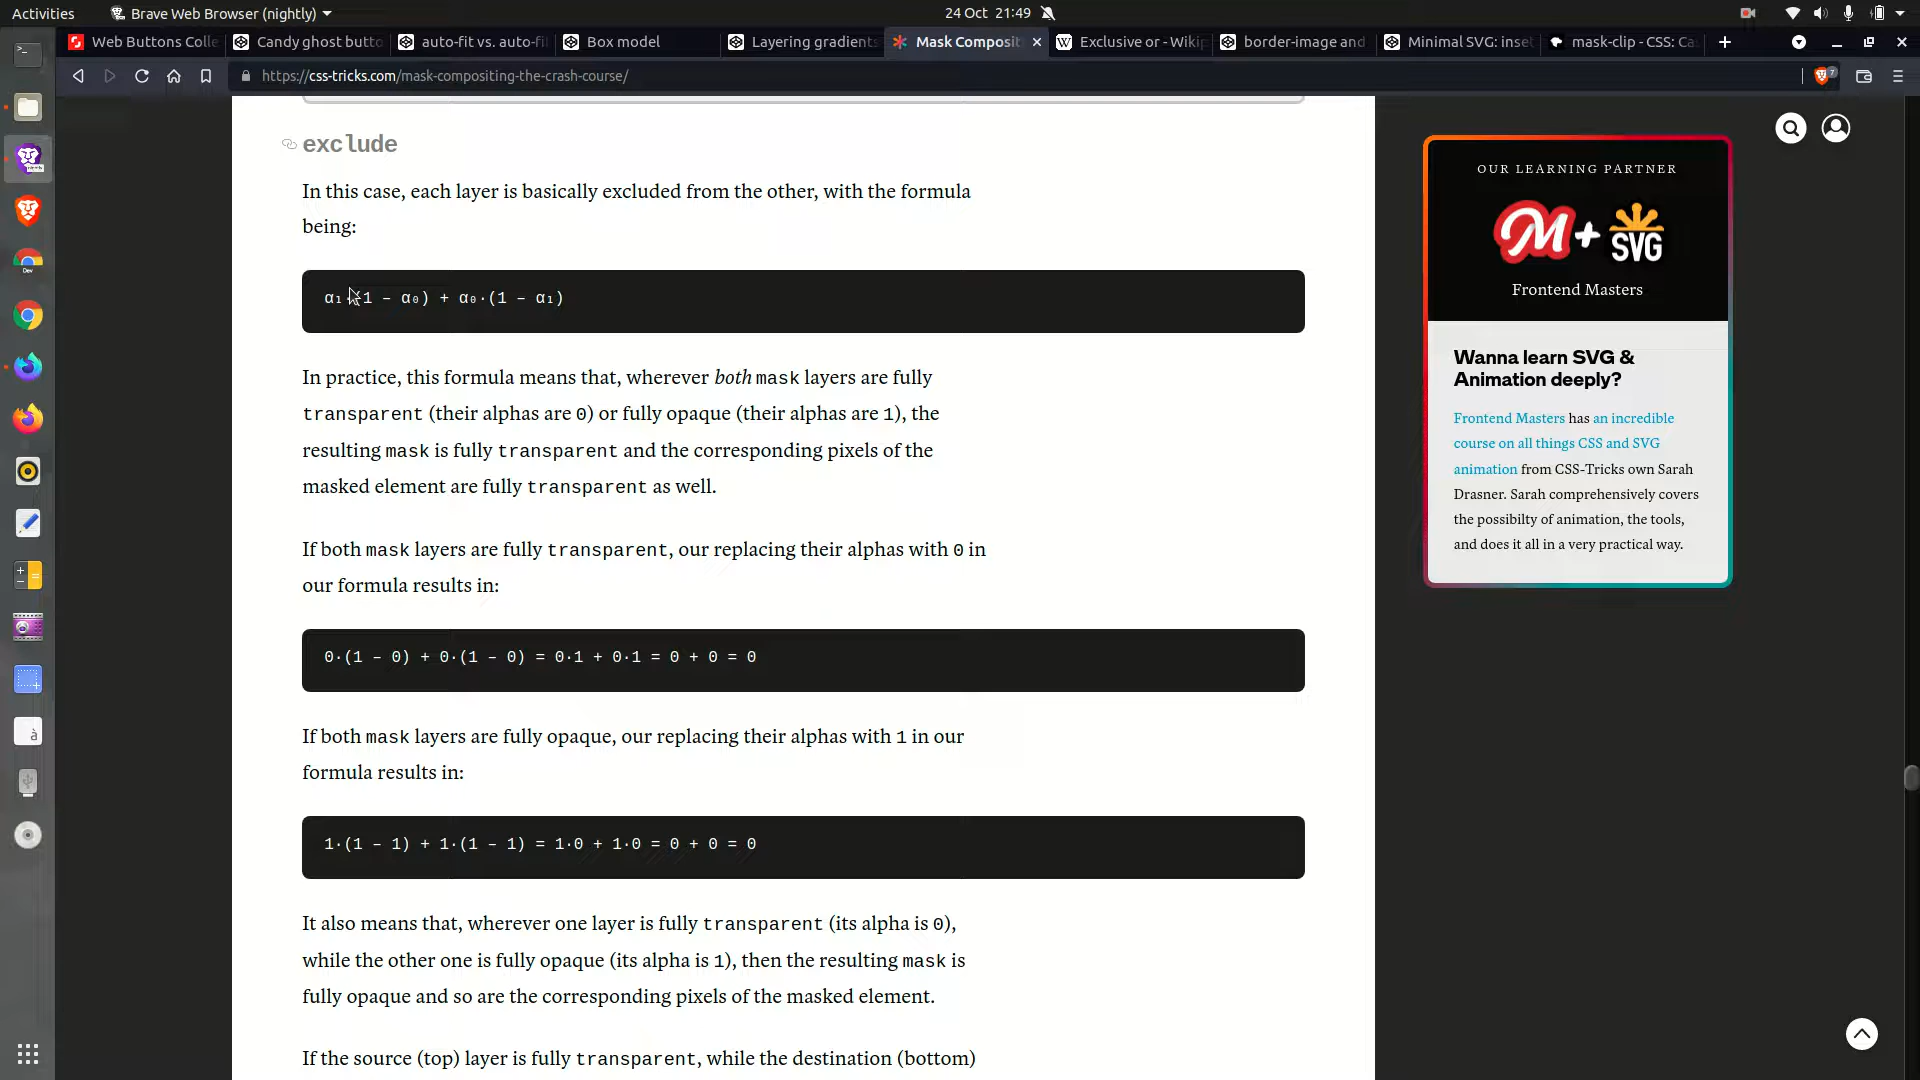 Activities
Brave Web Browser (nightly)
24 Oct 21:49
Web Buttons Colle
Candy ghost butto
auto-fit vs. auto-fi
Box model
Layering gradients
Mask Composit
Exclusive or - Wikip
border-image and
Minimal SVG: inset
mask-clip - CSS: Ca
https://css-tricks.com/mask-compositing-the-crash-course/
7
exclude
In this case, each layer is basically excluded from the other, with the formula
being:
α₁·(1 – α₀) + α₀·(1 – α₁)
In practice, this formula means that, wherever both mask layers are fully
transparent (their alphas are 0) or fully opaque (their alphas are 1), the
resulting mask is fully transparent and the corresponding pixels of the
masked element are fully transparent as well.
If both mask layers are fully transparent, our replacing their alphas with 0 in
our formula results in:
0·(1 – 0) + 0·(1 – 0) = 0·1 + 0·1 = 0 + 0 = 0
If both mask layers are fully opaque, our replacing their alphas with 1 in our
formula results in:
1·(1 – 1) + 1·(1 – 1) = 1·0 + 1·0 = 0 + 0 = 0
It also means that, wherever one layer is fully transparent (its alpha is 0),
while the other one is fully opaque (its alpha is 1), then the resulting mask is
fully opaque and so are the corresponding pixels of the masked element.
If the source (top) layer is fully transparent, while the destination (bottom)
OUR LEARNING PARTNER
M+
SVG
Frontend Masters
Wanna learn SVG &
Animation deeply?
Frontend Masters has an incredible
course on all things CSS and SVG
animation from CSS-Tricks own Sarah
Drasner. Sarah comprehensively covers
the possibilty of animation, the tools,
and does it all in a very practical way.
Dev
à